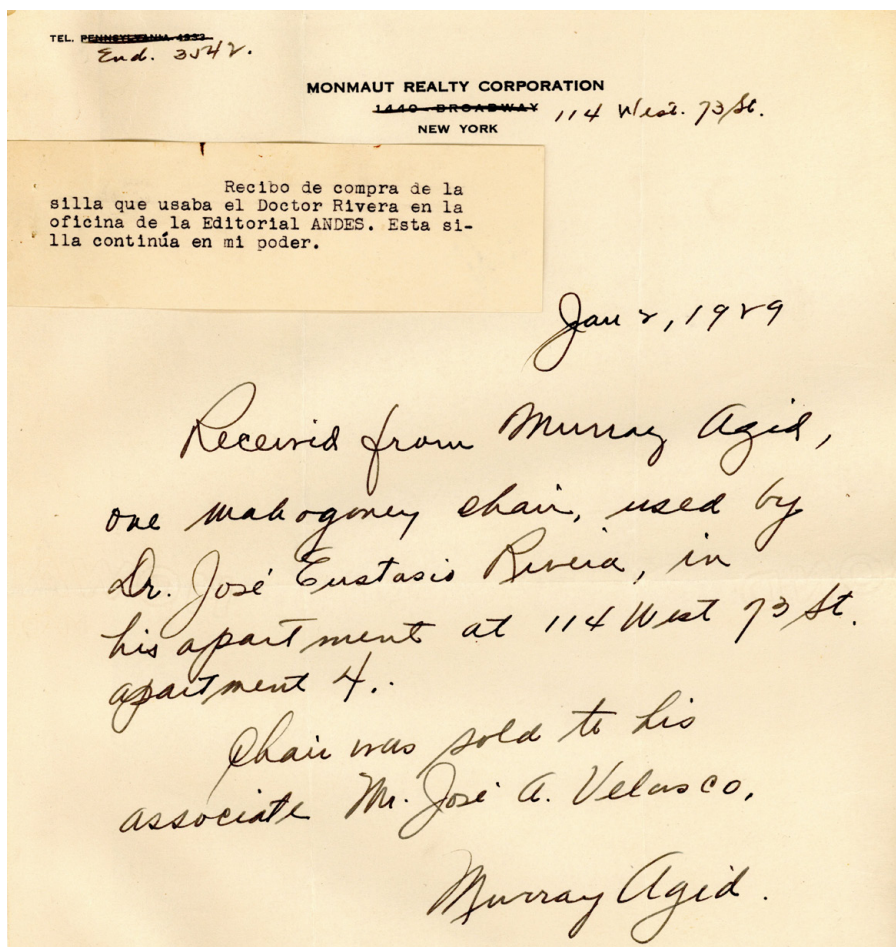 TEL. PENNSYLVANIA 4933
End. 3542.
MONMAUT REALTY CORPORATION
1440 BROADWAY 114 West. 73 St.
NEW YORK
Recibo de compra de la
silla que usaba el Doctor Rivera en la
oficina de la Editorial ANDES. Esta si-
lla continúa en mi poder.
Jan 2, 1929
Received from Murray Agid,
one mahogoney chair, used by
Dr. José Eustasio Rivera, in
his apartment at 114 West 73 St.
apartment 4..
Chair was sold to his
associate Mr. José A. Velasco.
Murray Agid.